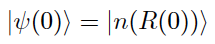 |ψ(0)⟩ = |n(R(0))⟩